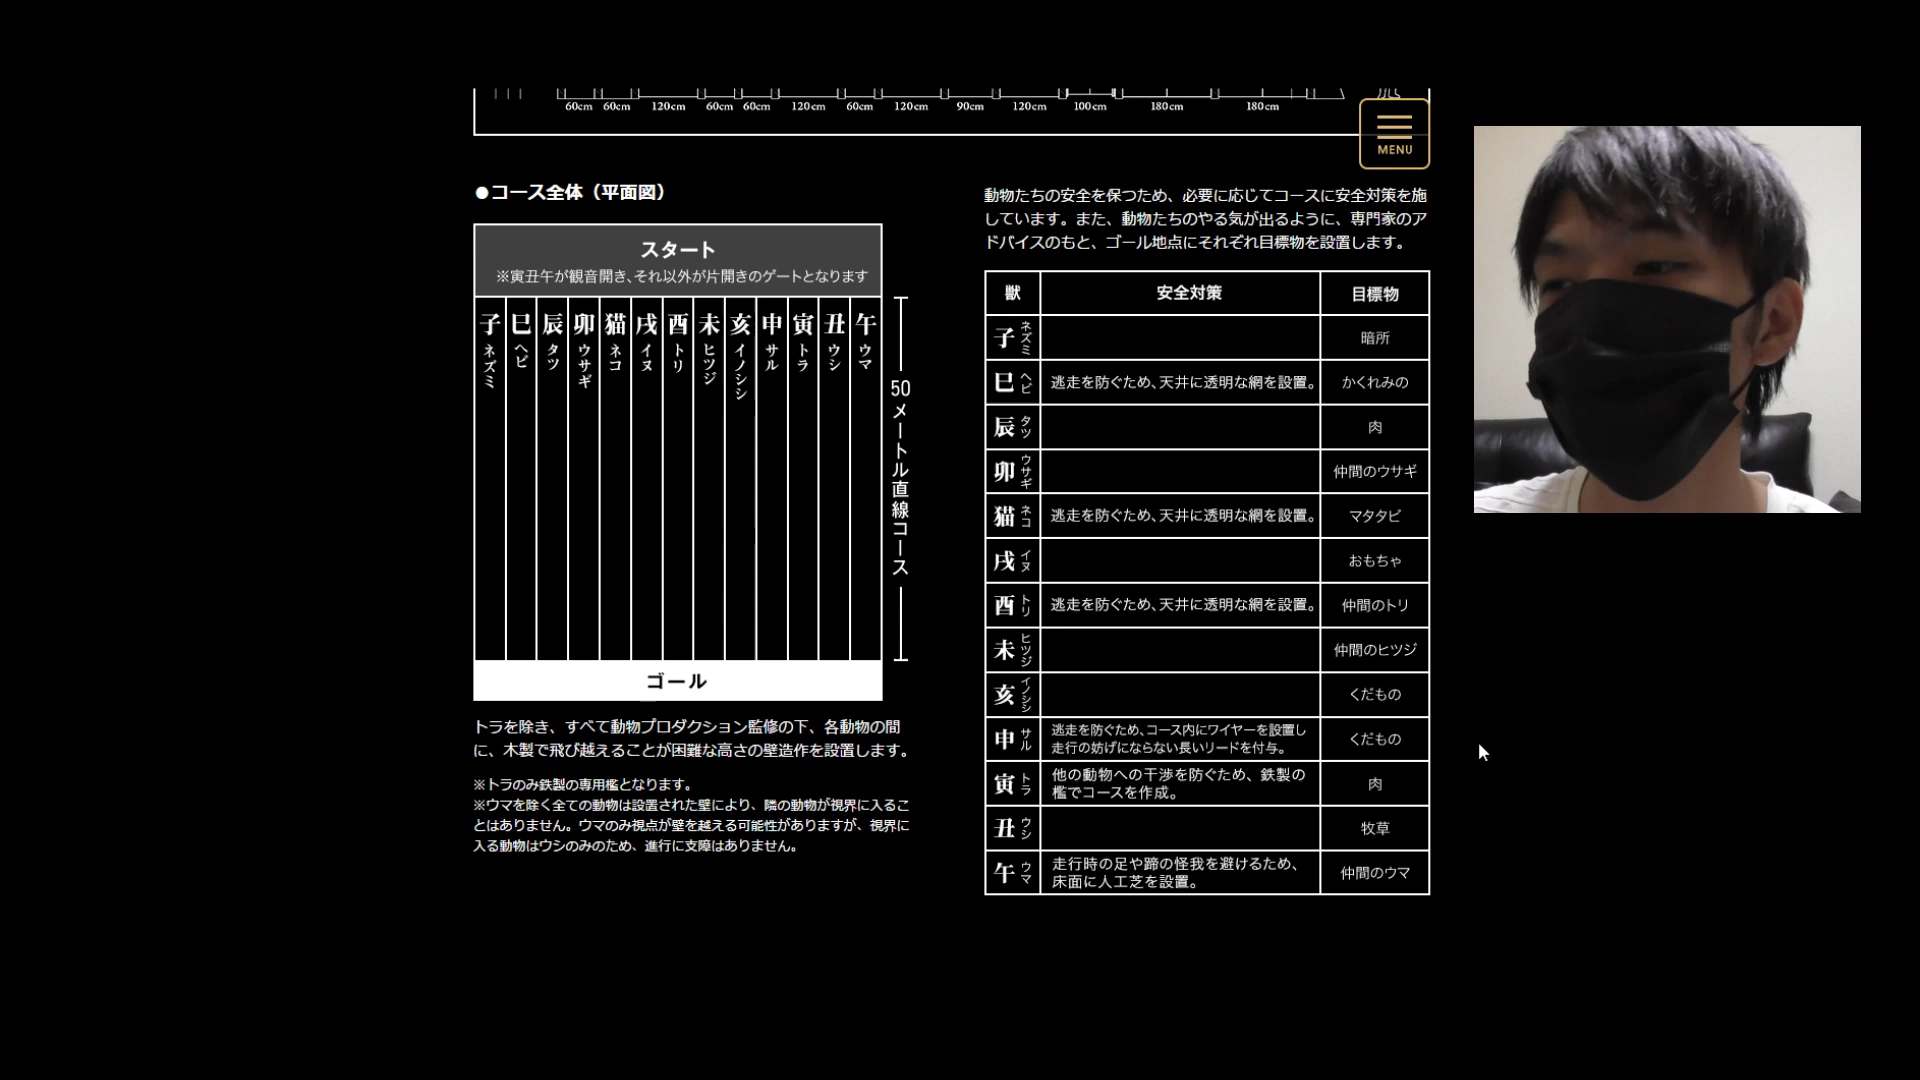 60cm 60cm 120cm 60cm 60cm 120cm 60cm 120cm 90cm 120cm 100cm 180cm 180cm
MENU
●コース全体（平面図）
スタート
※寅丑午が観音開き、それ以外が片開きのゲートとなります
子 ネズミ
巳 ヘビ
辰 タツ
卯 ウサギ
猫 ネコ
戌 イヌ
酉 トリ
未 ヒツジ
亥 イノシシ
申 サル
寅 トラ
丑 ウシ
午 ウマ
50メートル直線コース
ゴール
トラを除き、すべて動物プロダクション監修の下、各動物の間
に、木製で飛び越えることが困難な高さの壁造作を設置します。
※トラのみ鉄製の専用檻となります。
※ウマを除く全ての動物は設置された壁により、隣の動物が視界に入るこ
とはありません。ウマのみ視点が壁を越える可能性がありますが、視界に
入る動物はウシのみのため、進行に支障はありません。
動物たちの安全を保つため、必要に応じてコースに安全対策を施
しています。また、動物たちのやる気が出るように、専門家のア
ドバイスのもと、ゴール地点にそれぞれ目標物を設置します。
獣 安全対策 目標物
子 ネズミ 暗所
巳 ヘビ 逃走を防ぐため、天井に透明な網を設置。 かくれみの
辰 タツ 肉
卯 ウサギ 仲間のウサギ
猫 ネコ 逃走を防ぐため、天井に透明な網を設置。 マタタビ
戌 イヌ おもちゃ
酉 トリ 逃走を防ぐため、天井に透明な網を設置。 仲間のトリ
未 ヒツジ 仲間のヒツジ
亥 イノシシ くだもの
申 サル 逃走を防ぐため、コース内にワイヤーを設置し
走行の妨げにならない長いリードを付与。 くだもの
寅 トラ 他の動物への干渉を防ぐため、鉄製の
檻でコースを作成。 肉
丑 ウシ 牧草
午 ウマ 走行時の足や蹄の怪我を避けるため、
床面に人工芝を設置。 仲間のウマ